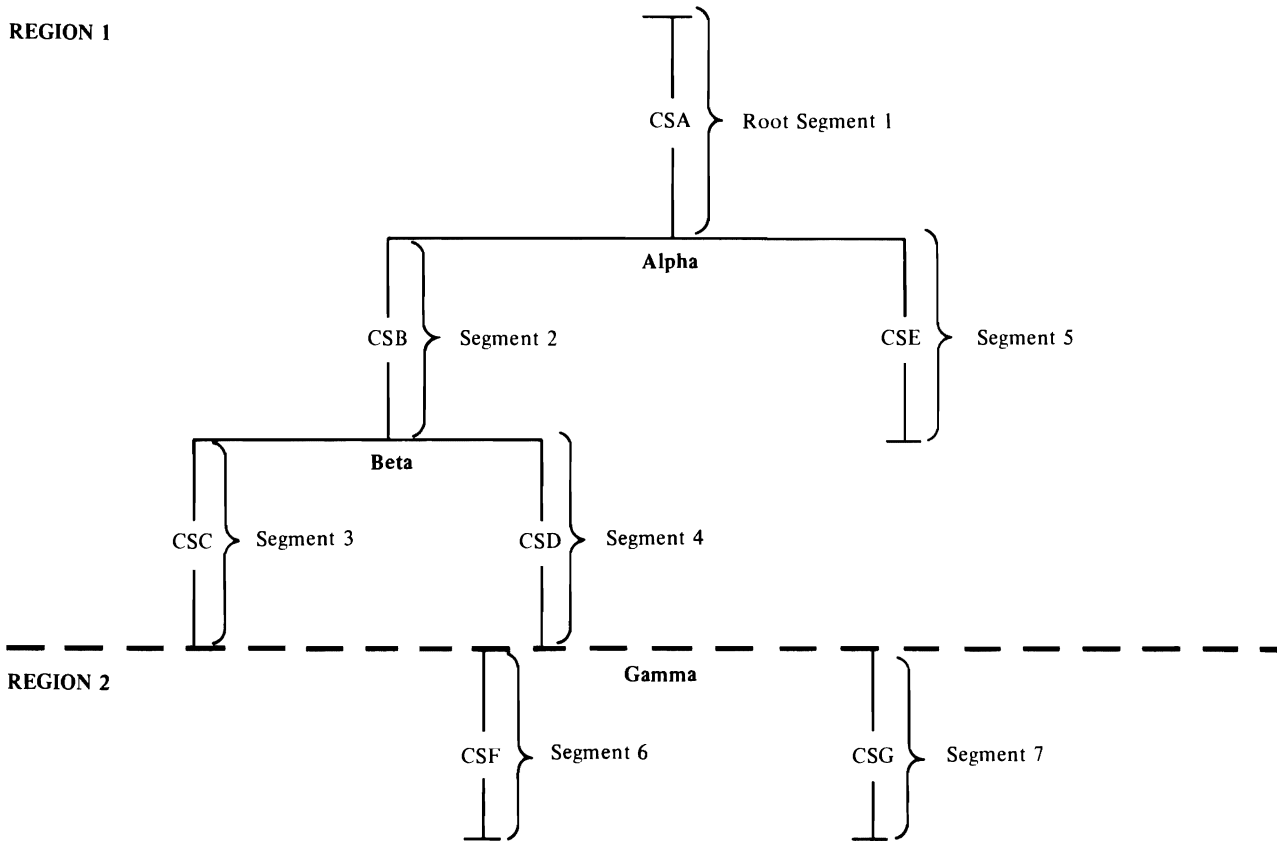 REGION 1
CSA
Root Segment 1
Alpha
CSB
Segment 2
CSE
Segment 5
Beta
CSC
Segment 3
CSD
Segment 4
REGION 2
Gamma
CSF
Segment 6
CSG
Segment 7